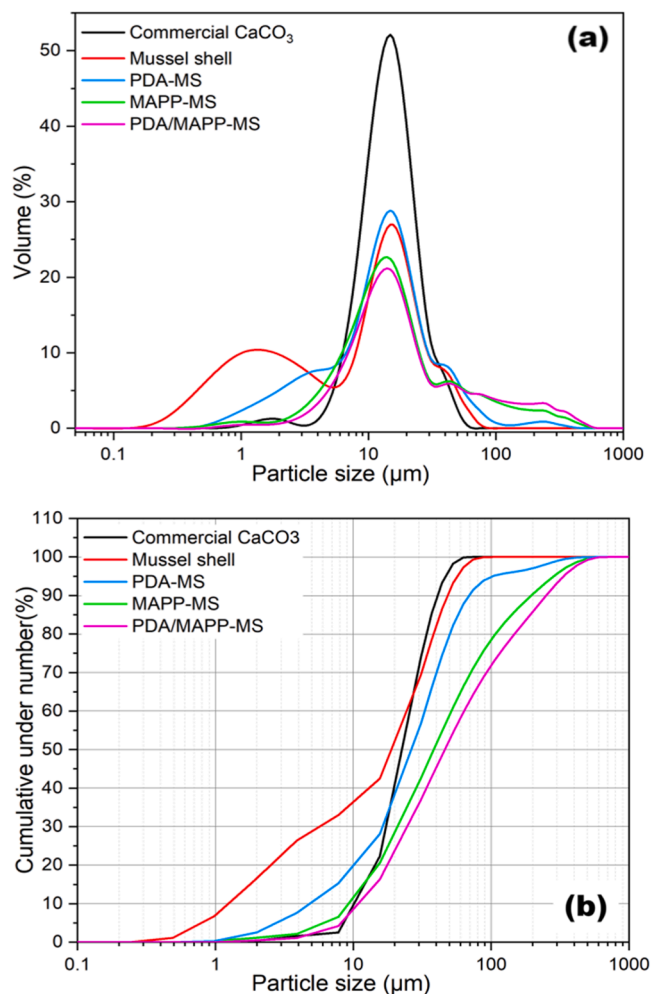 (a)
Commercial CaCO₃
Mussel shell
PDA-MS
MAPP-MS
PDA/MAPP-MS
Volume (%)
50
40
30
20
10
0
0.1 1 10 100 1000
Particle size (µm)
Commercial CaCO3
Mussel shell
PDA-MS
MAPP-MS
PDA/MAPP-MS
Cumulative under number(%)
110
100
90
80
70
60
50
40
30
20
10
0
(b)
0.1 1 10 100 1000
Particle size (µm)